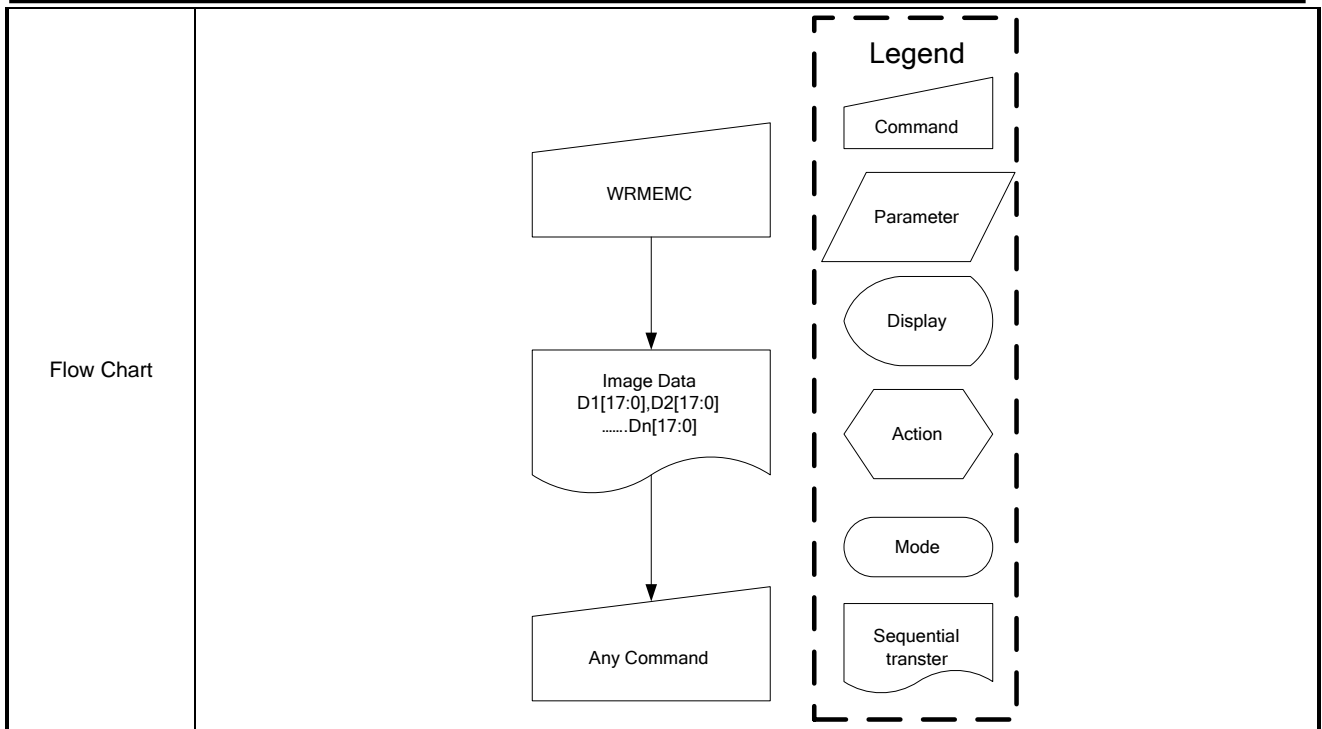 Flow Chart
WRMEMC
Image Data
D1[17:0],D2[17:0]
.......Dn[17:0]
Any Command
Legend
Command
Parameter
Display
Action
Mode
Sequential
transter